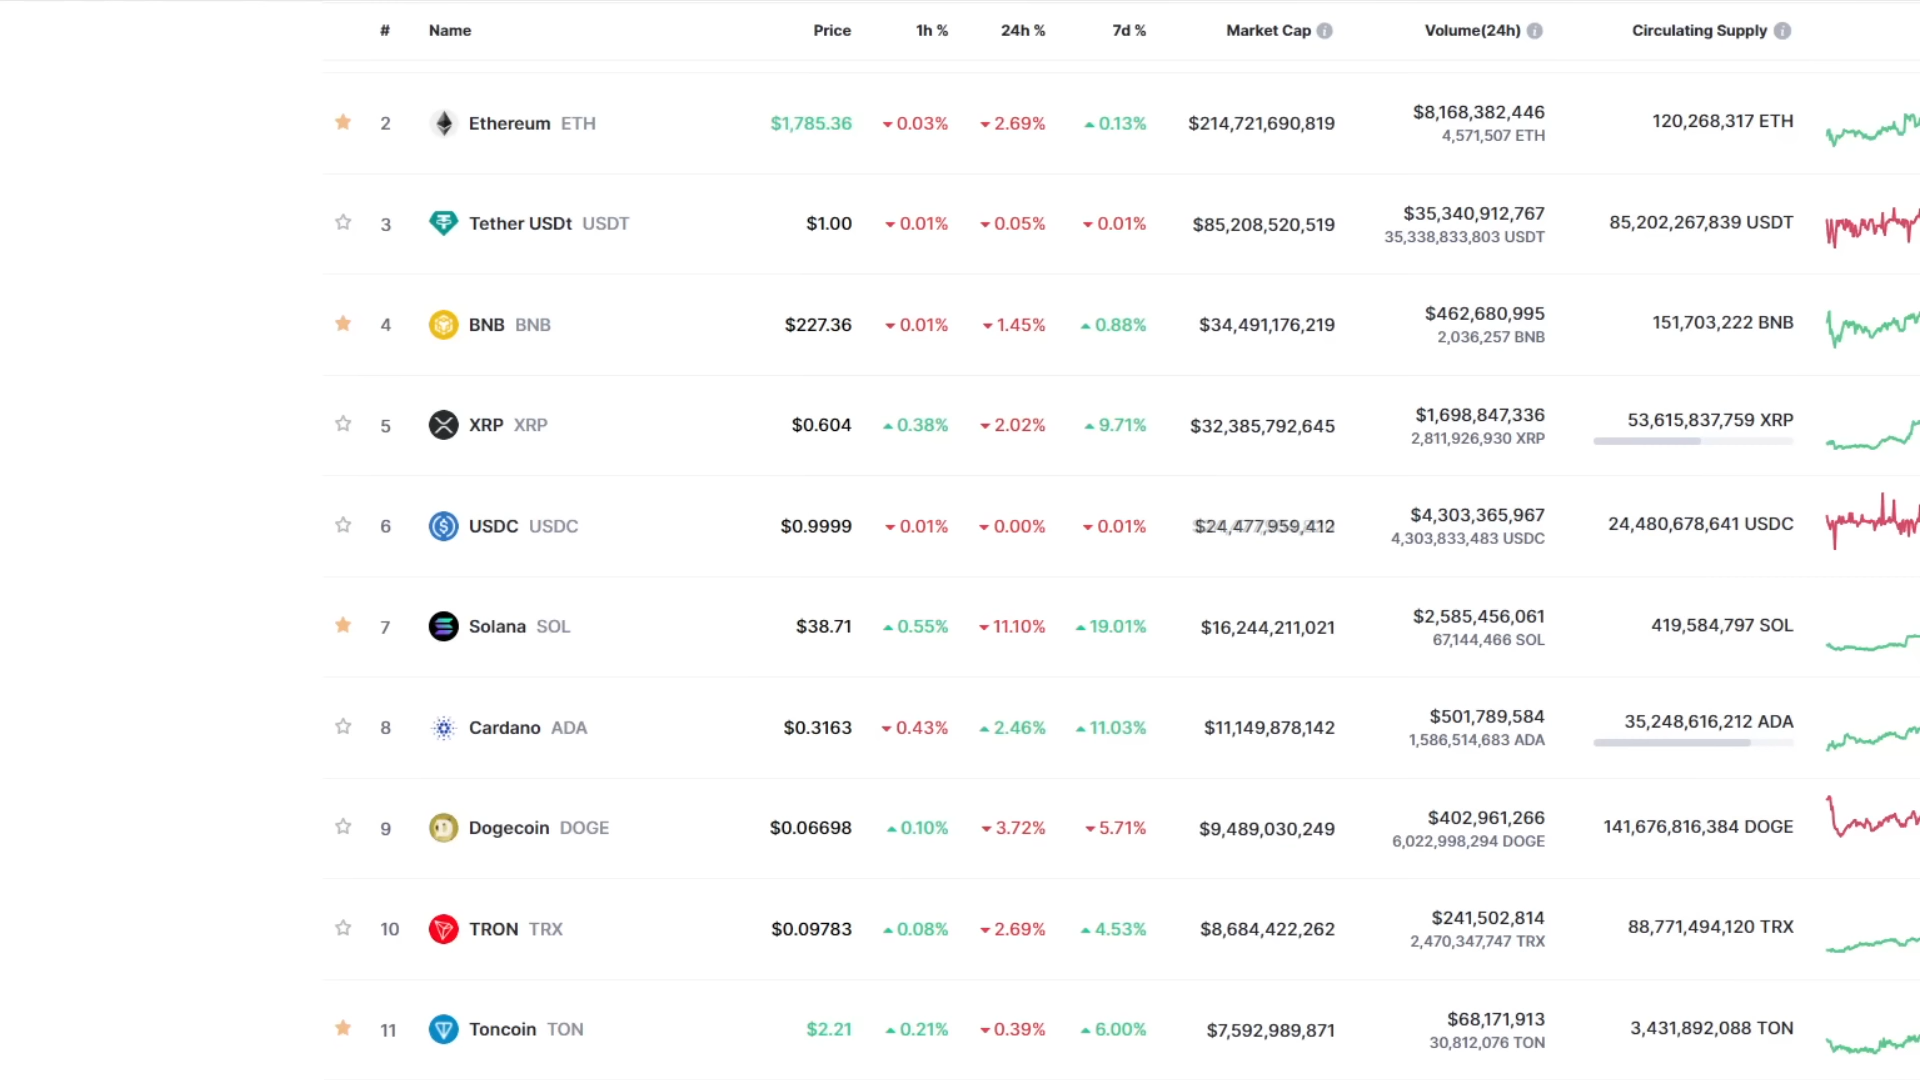 # Name Price 1h % 24h % 7d % Market Cap Volume(24h) Circulating Supply
2 Ethereum ETH $1,785.36 0.03% 2.69% 0.13% $214,721,690,819 $8,168,382,446 120,268,317 ETH
4,571,507 ETH
3 Tether USDt USDT $1.00 0.01% 0.05% 0.01% $85,208,520,519 $35,340,912,767 85,202,267,839 USDT
35,338,833,803 USDT
4 BNB BNB $227.36 0.01% 1.45% 0.88% $34,491,176,219 $462,680,995 151,703,222 BNB
2,036,257 BNB
5 XRP XRP $0.604 0.38% 2.02% 9.71% $32,385,792,645 $1,698,847,336 53,615,837,759 XRP
2,811,926,930 XRP
6 USDC USDC $0.9999 0.01% 0.00% 0.01% $4,303,365,967 24,480,678,641 USDC
4,303,833,483 USDC
7 Solana SOL $38.71 0.55% 11.10% 19.01% $16,244,211,021 $2,585,456,061 419,584,797 SOL
67,144,466 SOL
8 Cardano ADA $0.3163 0.43% 2.46% 11.03% $11,149,878,142 $501,789,584 35,248,616,212 ADA
1,586,514,683 ADA
9 Dogecoin DOGE $0.06698 0.10% 3.72% 5.71% $9,489,030,249 $402,961,266 141,676,816,384 DOGE
6,022,998,294 DOGE
10 TRON TRX $0.09783 0.08% 2.69% 4.53% $8,684,422,262 $241,502,814 88,771,494,120 TRX
2,470,347,747 TRX
11 Toncoin TON $2.21 0.21% 0.39% 6.00% $7,592,989,871 $68,171,913 3,431,892,088 TON
30,812,076 TON